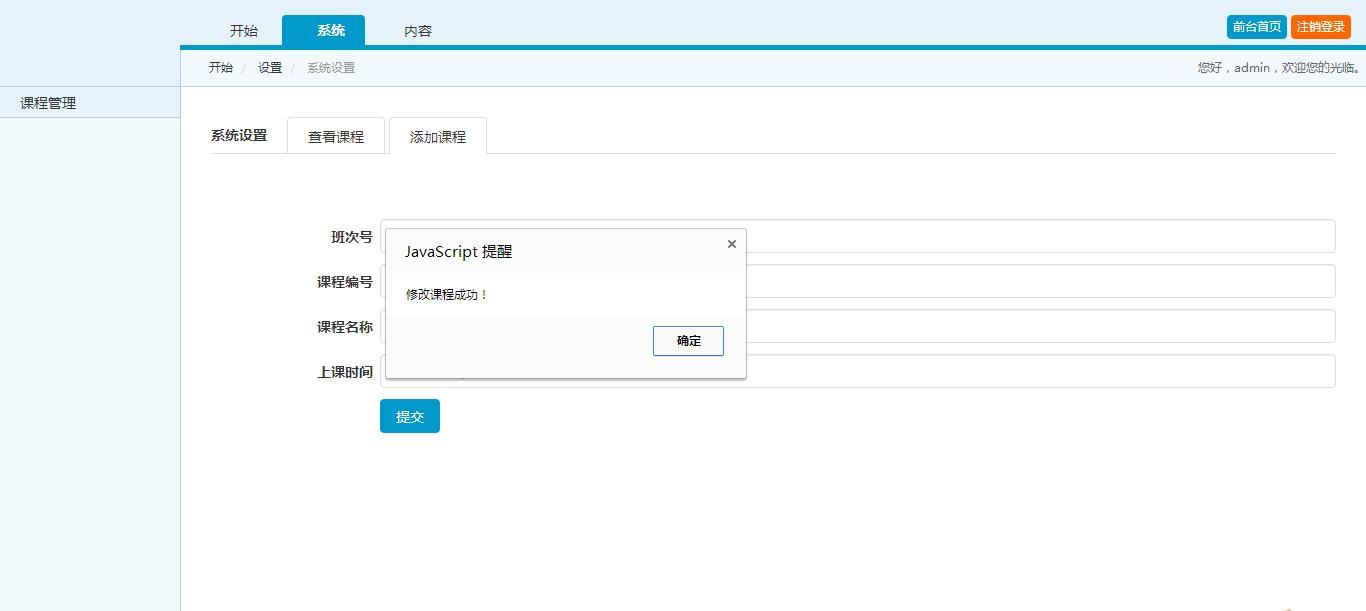 开始 系统 内容 前台首页 注销登录
开始 / 设置 / 系统设置 您好，admin，欢迎您的光临。
课程管理
系统设置 查看课程 添加课程
班次号
课程编号
课程名称
上课时间
JavaScript 提醒 ×
修改课程成功！
确定
提交